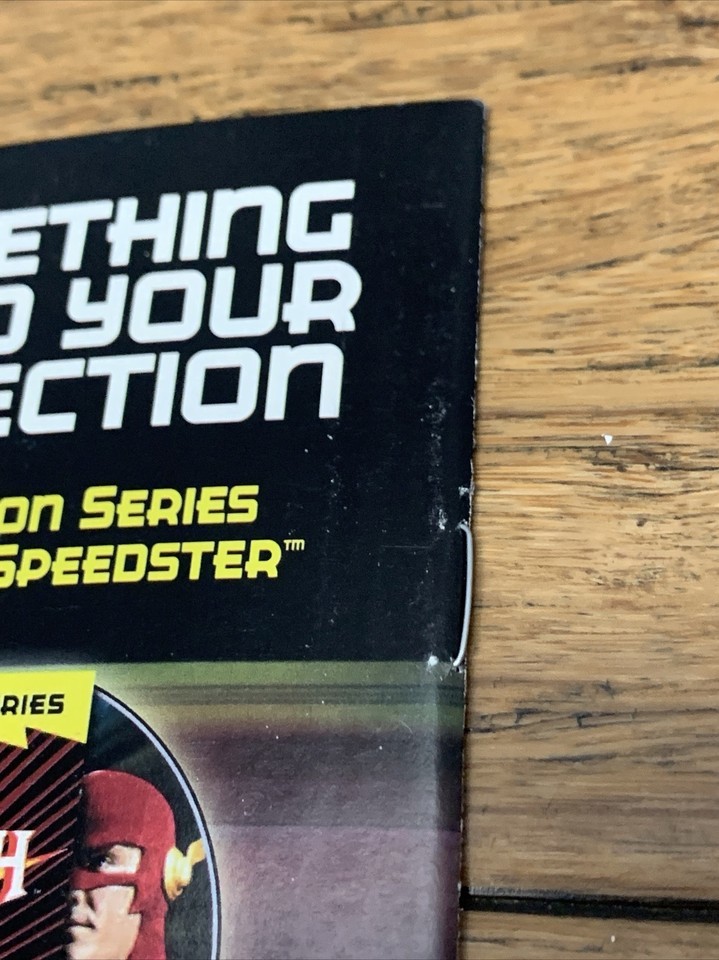 ETHING
O YOUR
ECTION
ON SERIES
SPEEDSTER™
RIES
H